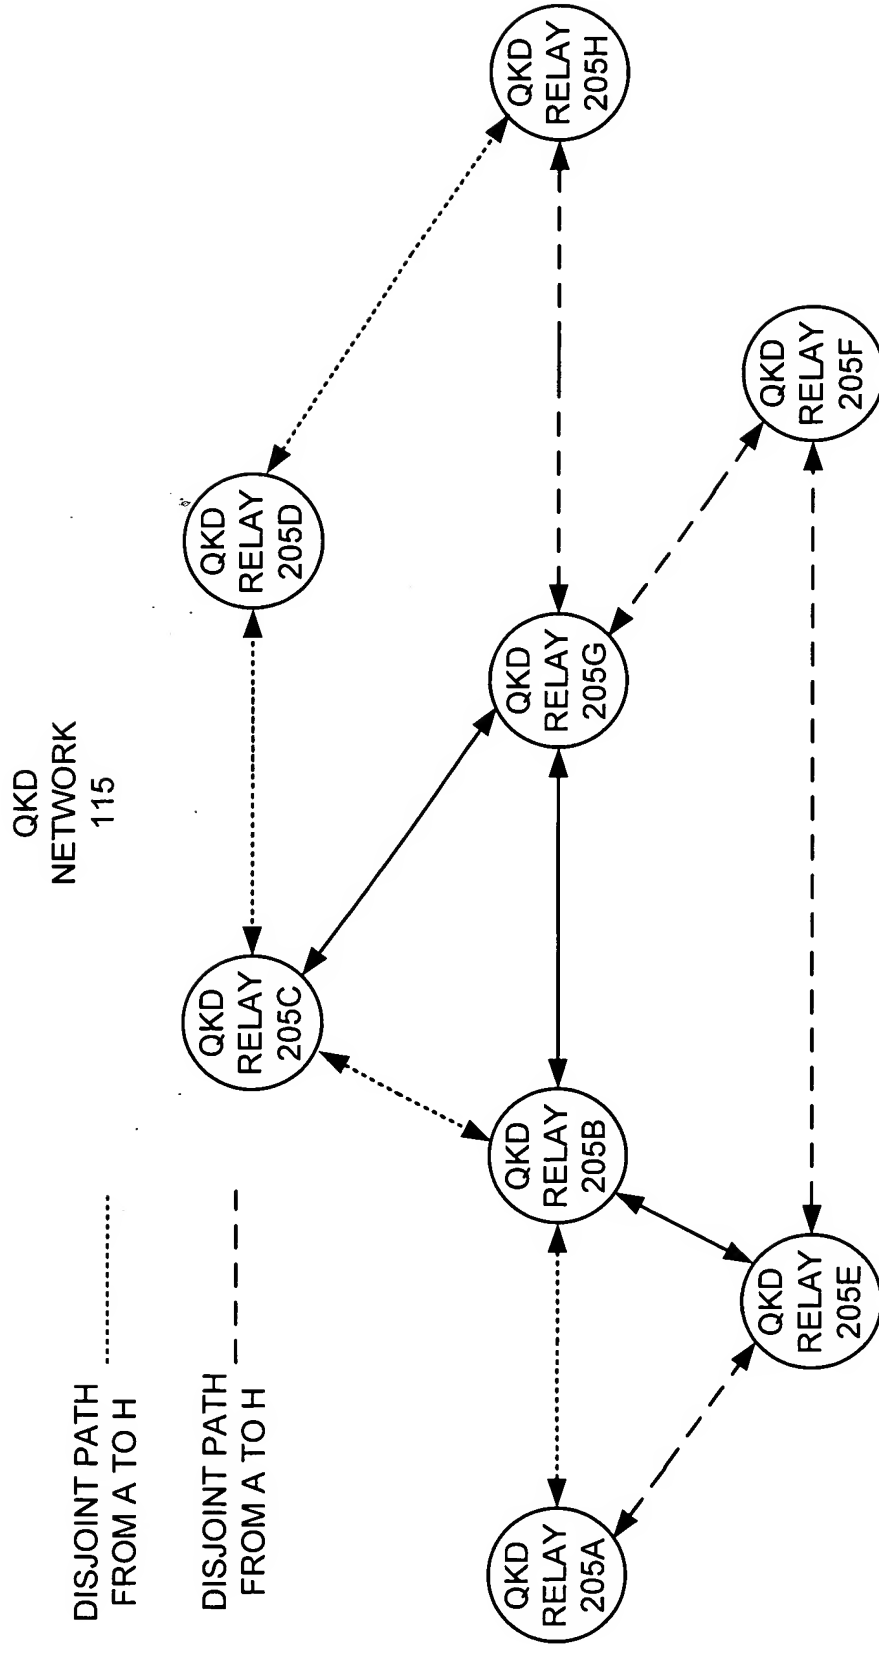 QKD
NETWORK
115
DISJOINT PATH
FROM A TO H
DISJOINT PATH
FROM A TO H
QKD
RELAY
205C
QKD
RELAY
205D
QKD
RELAY
205A
QKD
RELAY
205B
QKD
RELAY
205G
QKD
RELAY
205H
QKD
RELAY
205E
QKD
RELAY
205F